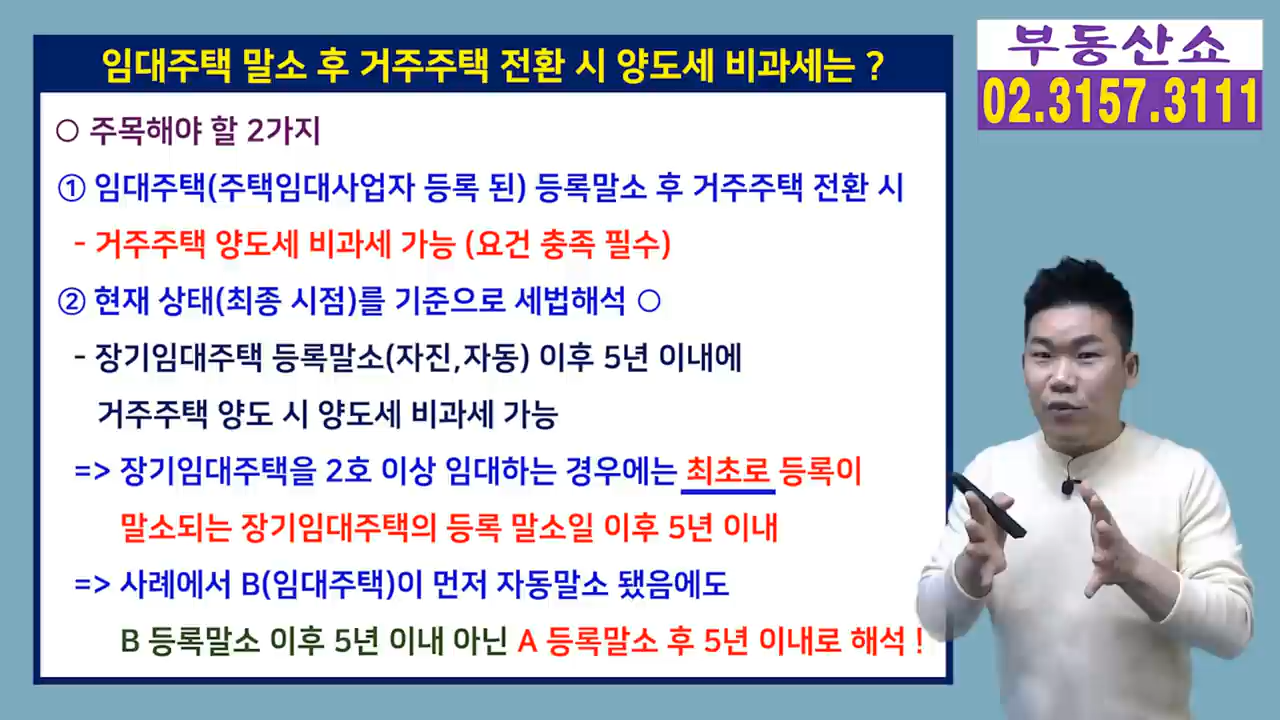 임대주택 말소 후 거주주택 전환 시 양도세 비과세는 ?
부동산쇼
02.3157.3111
○ 주목해야 할 2가지
① 임대주택(주택임대사업자 등록 된) 등록말소 후 거주주택 전환 시
- 거주주택 양도세 비과세 가능 (요건 충족 필수)
② 현재 상태(최종 시점)를 기준으로 세법해석 ○
- 장기임대주택 등록말소(자진,자동) 이후 5년 이내에
거주주택 양도 시 양도세 비과세 가능
=> 장기임대주택을 2호 이상 임대하는 경우에는 최초로 등록이
말소되는 장기임대주택의 등록 말소일 이후 5년 이내
=> 사례에서 B(임대주택)이 먼저 자동말소 됐음에도
B 등록말소 이후 5년 이내 아닌 A 등록말소 후 5년 이내로 해석 !